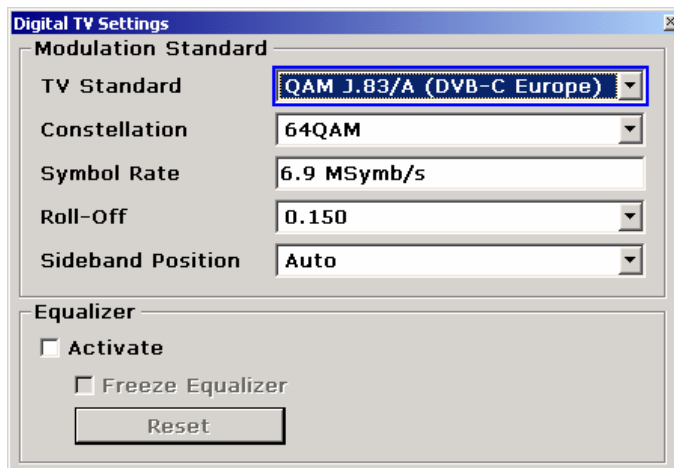 Digital TV Settings
Modulation Standard
TV Standard QAM J.83/A (DVB-C Europe)
Constellation 64QAM
Symbol Rate 6.9 MSymb/s
Roll-Off 0.150
Sideband Position Auto
Equalizer
Activate
Freeze Equalizer
Reset